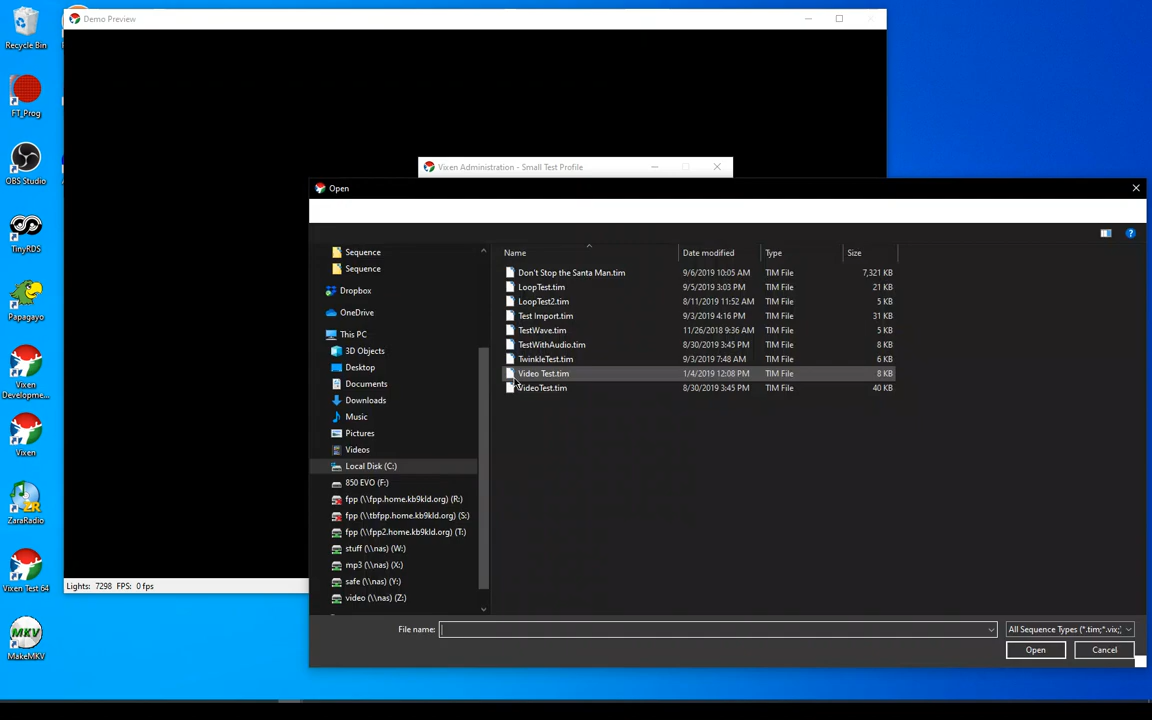 Demo Preview
Recycle Bin
FT_Prog
OBS Studio
TinyRDS
Papagayo
Vixen
Developme...
Vixen
ZaraRadio
Vixen Test 64
MakeMKV
Vixen Administration - Small Test Profile
Open
Sequence
Sequence
Dropbox
OneDrive
This PC
3D Objects
Desktop
Documents
Downloads
Music
Pictures
Videos
Local Disk (C:)
850 EVO (F:)
fpp (\\fpp.home.kb9kld.org) (R:)
fpp (\\tbfpp.home.kb9kld.org) (S:)
fpp (\\fpp2.home.kb9kld.org) (T:)
stuff (\\nas) (W:)
mp3 (\\nas) (X:)
safe (\\nas) (Y:)
video (\\nas) (Z:)
Name Date modified Type Size
Don't Stop the Santa Man.tim 9/6/2019 10:05 AM TIM File 7,321 KB
LoopTest.tim 9/5/2019 3:03 PM TIM File 21 KB
LoopTest2.tim 8/11/2019 11:52 AM TIM File 5 KB
Test Import.tim 9/3/2019 4:16 PM TIM File 31 KB
TestWave.tim 11/26/2018 9:36 AM TIM File 5 KB
TestWithAudio.tim 8/30/2019 3:45 PM TIM File 8 KB
TwinkleTest.tim 9/3/2019 7:48 AM TIM File 6 KB
Video Test.tim 1/4/2019 12:08 PM TIM File 8 KB
VideoTest.tim 8/30/2019 3:45 PM TIM File 40 KB
Lights: 7298 FPS: 0 fps
File name:
All Sequence Types (*.tim;*.vix;
Open
Cancel